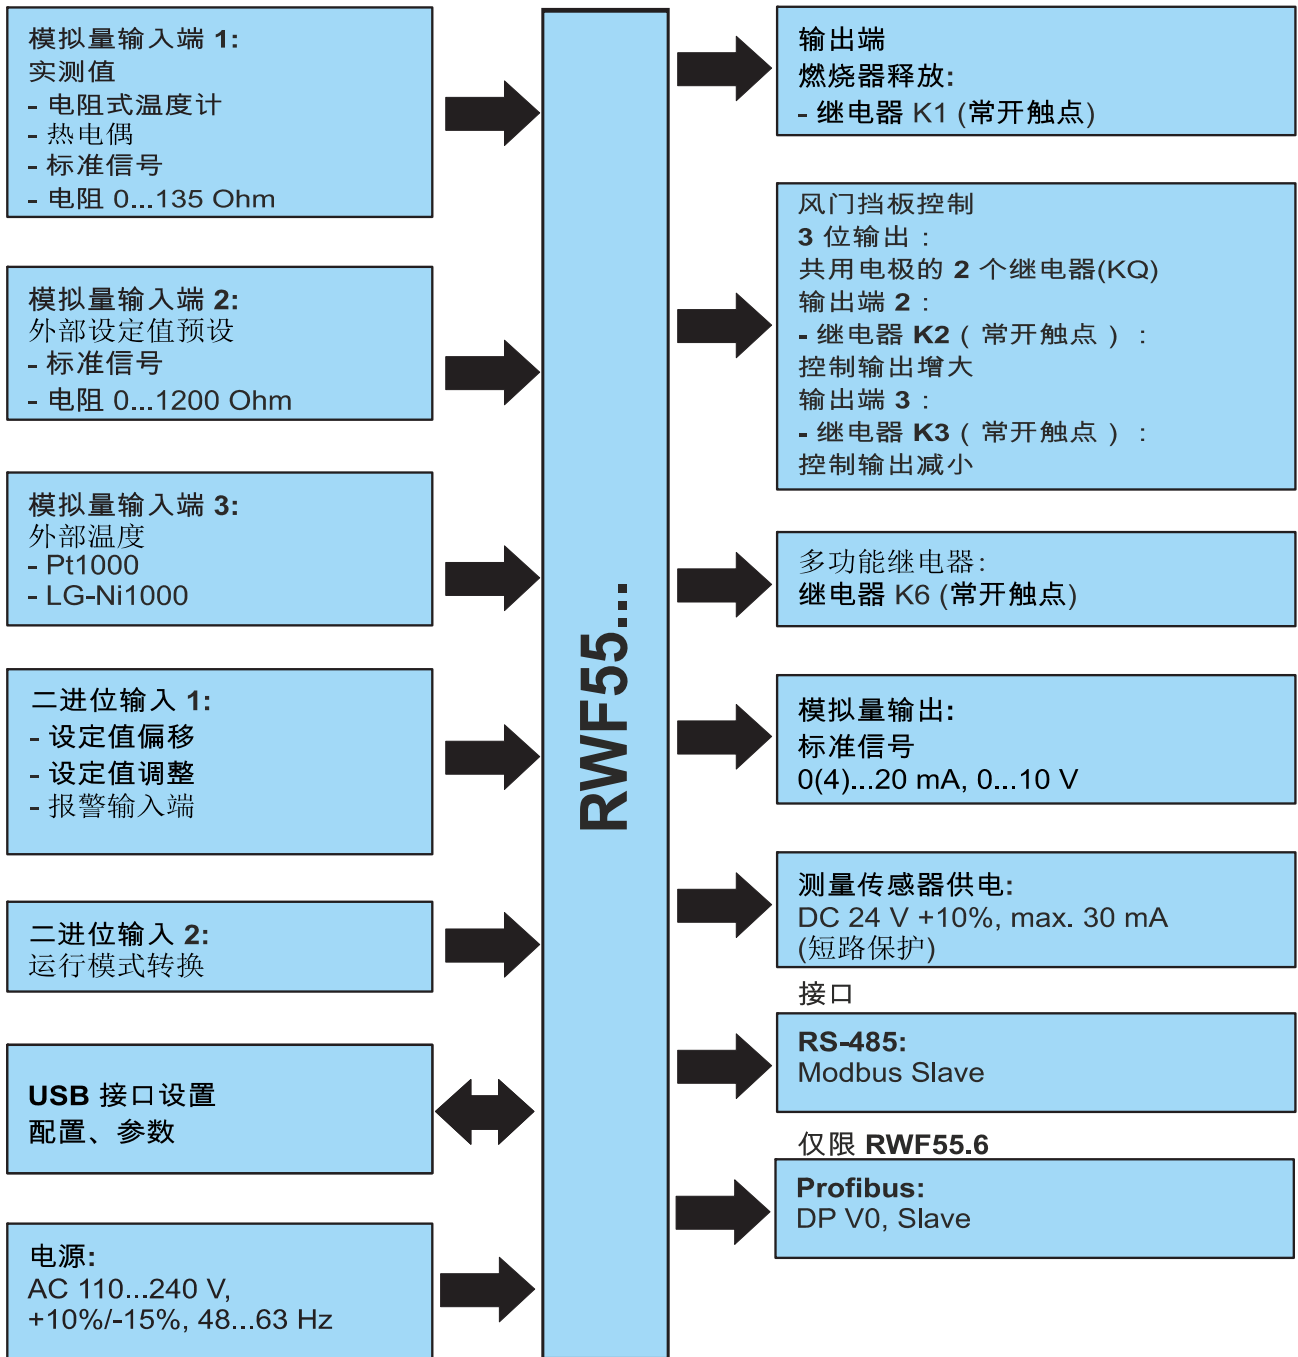 模拟量输入端 1:
实测值
- 电阻式温度计
- 热电偶
- 标准信号
- 电阻 0...135 Ohm
模拟量输入端 2:
外部设定值预设
- 标准信号
- 电阻 0...1200 Ohm
模拟量输入端 3:
外部温度
- Pt1000
- LG-Ni1000
二进位输入 1:
- 设定值偏移
- 设定值调整
- 报警输入端
二进位输入 2:
运行模式转换
USB 接口设置
配置、参数
电源:
AC 110...240 V,
+10%/-15%, 48...63 Hz
RWF55...
输出端
燃烧器释放:
- 继电器 K1 (常开触点)
风门挡板控制
3 位输出：
共用电极的 2 个继电器(KQ)
输出端 2：
- 继电器 K2（常开触点）：
控制输出增大
输出端 3：
- 继电器 K3（常开触点）：
控制输出减小
多功能继电器:
继电器 K6 (常开触点)
模拟量输出:
标准信号
0(4)...20 mA, 0...10 V
测量传感器供电:
DC 24 V +10%, max. 30 mA
(短路保护)
接口
RS-485:
Modbus Slave
仅限 RWF55.6
Profibus:
DP V0, Slave